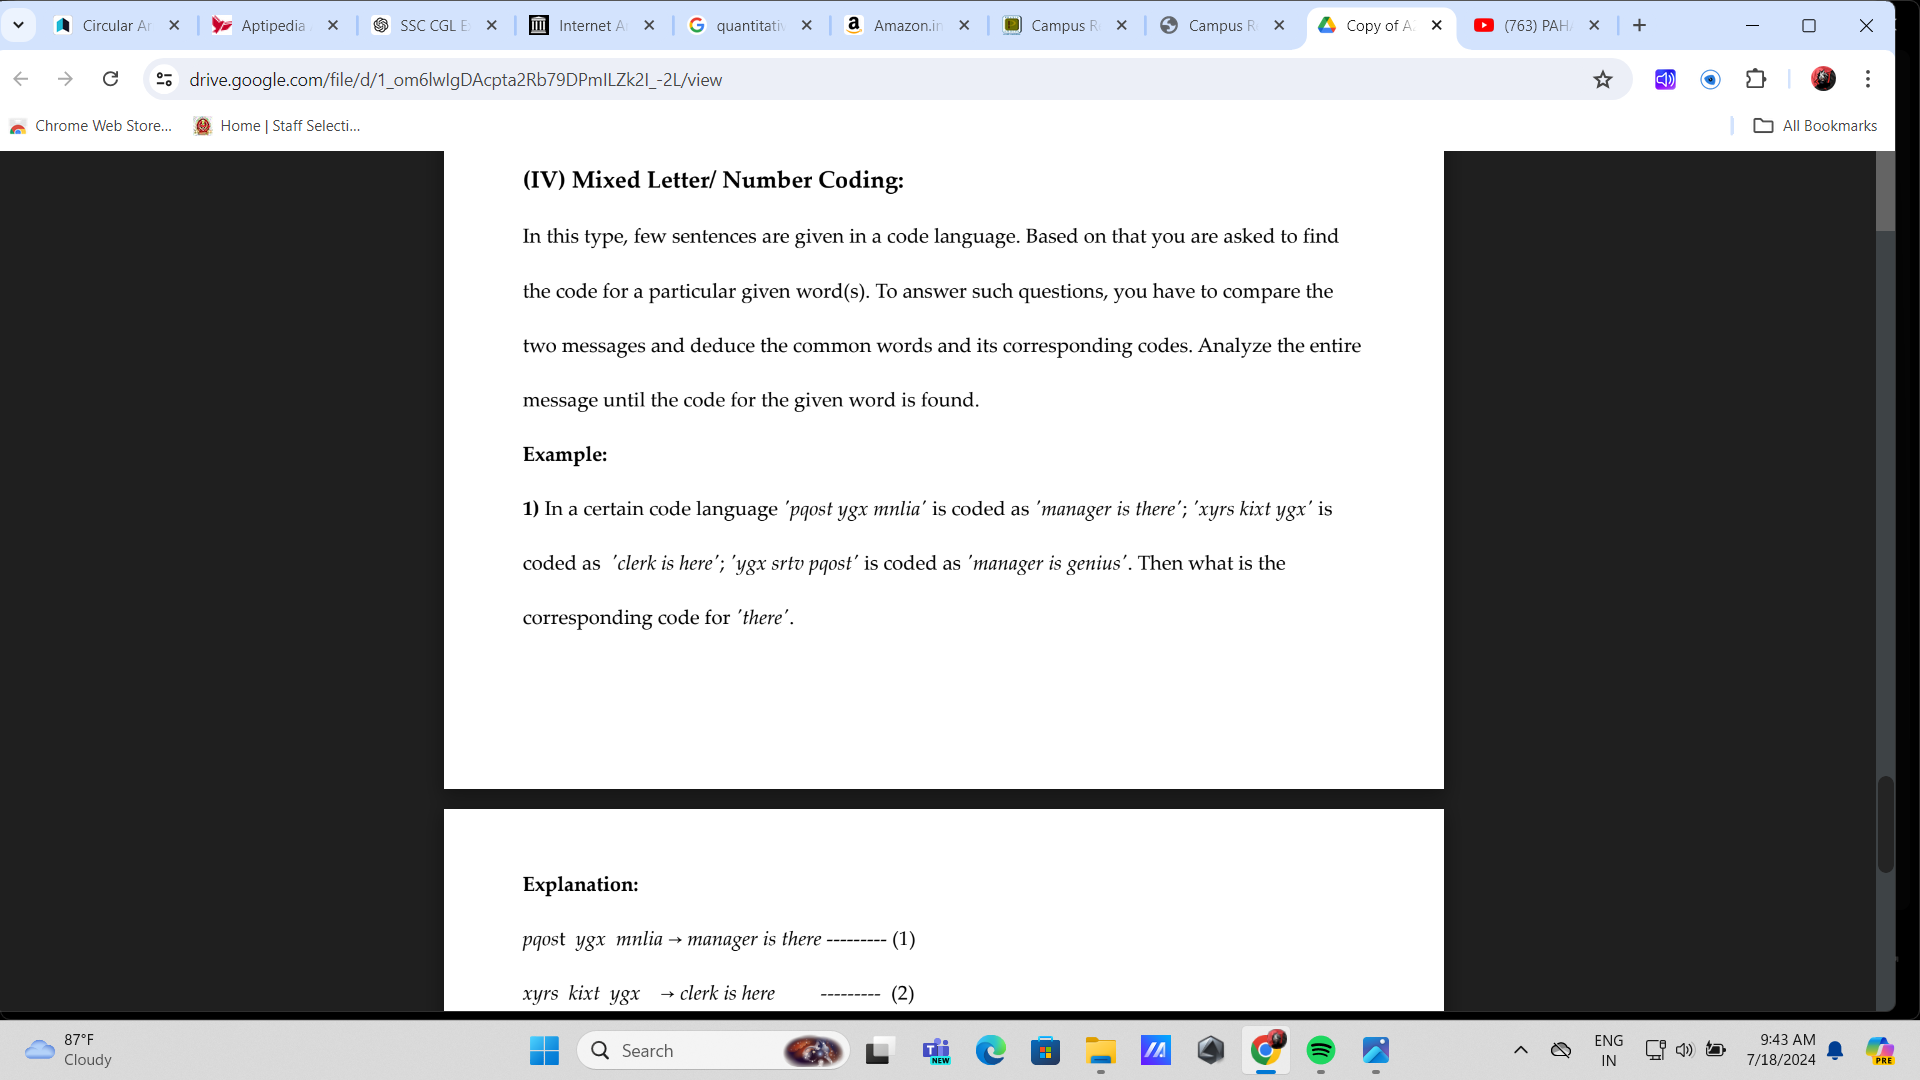 Circular Ar
Aptipedia
SSC CGL E
Internet A
quantitativ
Amazon.in
Campus R
Campus R
Copy of A
(763) PAH
drive.google.com/file/d/1_om6lwIgDAcpta2Rb79DPmILZk2I_-2L/view
Chrome Web Store...
Home | Staff Selecti...
All Bookmarks
(IV) Mixed Letter/ Number Coding:
In this type, few sentences are given in a code language. Based on that you are asked to find
the code for a particular given word(s). To answer such questions, you have to compare the
two messages and deduce the common words and its corresponding codes. Analyze the entire
message until the code for the given word is found.
Example:
1) In a certain code language 'pqost ygx mnlia' is coded as 'manager is there'; 'xyrs kixt ygx' is
coded as 'clerk is here'; 'ygx srtv pqost' is coded as 'manager is genius'. Then what is the
corresponding code for 'there'.
Explanation:
pqost ygx mnlia → manager is there --------- (1)
xyrs kixt ygx → clerk is here --------- (2)
87°F
Cloudy
Search
NEW
ENG
IN
9:43 AM
7/18/2024
PRE